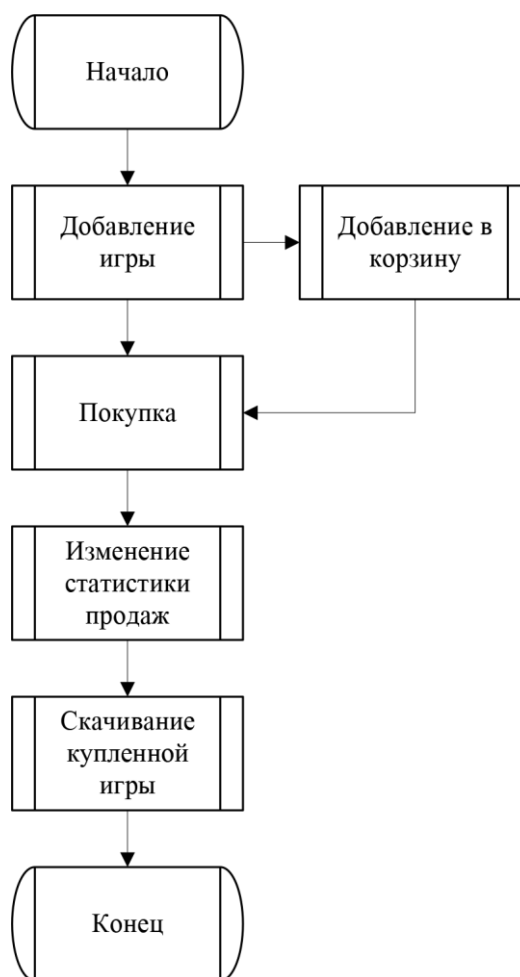 Начало
Добавление
игры
Добавление в
корзину
Покупка
Изменение
статистики
продаж
Скачивание
купленной
игры
Конец